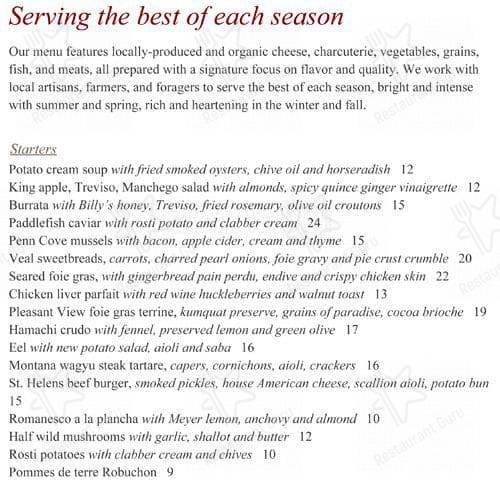 Serving the best of each season
Our menu features locally-produced and organic cheese, charcuterie, vegetables, grains,
fish, and meats, all prepared with a signature focus on flavor and quality. We work with
local artisans, farmers, and foragers to serve the best of each season, bright and intense
with summer and spring, rich and heartening in the winter and fall.
Starters
Potato cream soup with fried smoked oysters, chive oil and horseradish 12
King apple, Treviso, Manchego salad with almonds, spicy quince ginger vinaigrette 12
Burrata with Billy's honey, Treviso, fried rosemary, olive oil croutons 15
Paddlefish caviar with rosti potato and clabber cream 24
Penn Cove mussels with bacon, apple cider, cream and thyme 15
Veal sweetbreads, carrots, charred pearl onions, foie gravy and pie crust crumble 20
Seared foie gras, with gingerbread pain perdu, endive and crispy chicken skin 22
Chicken liver parfait with red wine huckleberries and walnut toast 13
Pleasant View foie gras terrine, kumquat preserve, grains of paradise, cocoa brioche 19
Hamachi crudo with fennel, preserved lemon and green olive 17
Eel with new potato salad, aioli and saba 16
Montana wagyu steak tartare, capers, cornichons, aioli, crackers 16
St. Helens beef burger, smoked pickles, house American cheese, scallion aioli, potato bun
15
Romanesco a la plancha with Meyer lemon, anchovy and almond 10
Half wild mushrooms with garlic, shallot and butter 12
Rosti potatoes with clabber cream and chives 10
Pommes de terre Robuchon 9
Restaurant Guru